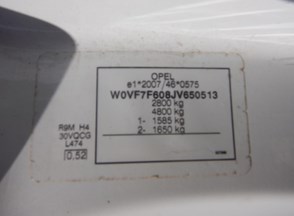 OPEL
e1*2007/46*0575
W0VF7F608JV650513
2800 kg
4800 kg
1- 1585 kg
2- 1650 kg
R9M H4
30VQCG
L474
0.52